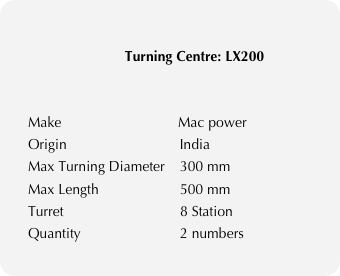 Turning Centre: LX200
Make Mac power
Origin India
Max Turning Diameter 300 mm
Max Length 500 mm
Turret 8 Station
Quantity 2 numbers